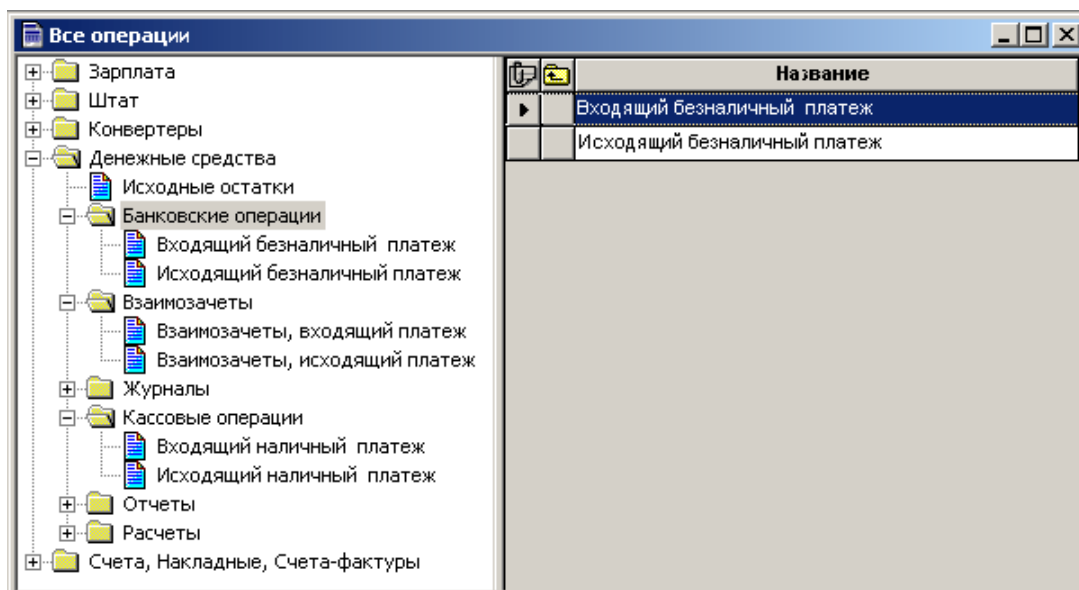 Все операции
Зарплата
Штат
Конвертеры
Денежные средства
Исходные остатки
Банковские операции
Входящий безналичный платеж
Исходящий безналичный платеж
Взаимозачеты
Взаимозачеты, входящий платеж
Взаимозачеты, исходящий платеж
Журналы
Кассовые операции
Входящий наличный платеж
Исходящий наличный платеж
Отчеты
Расчеты
Счета, Накладные, Счета-фактуры
Название
Входящий безналичный платеж
Исходящий безналичный платеж